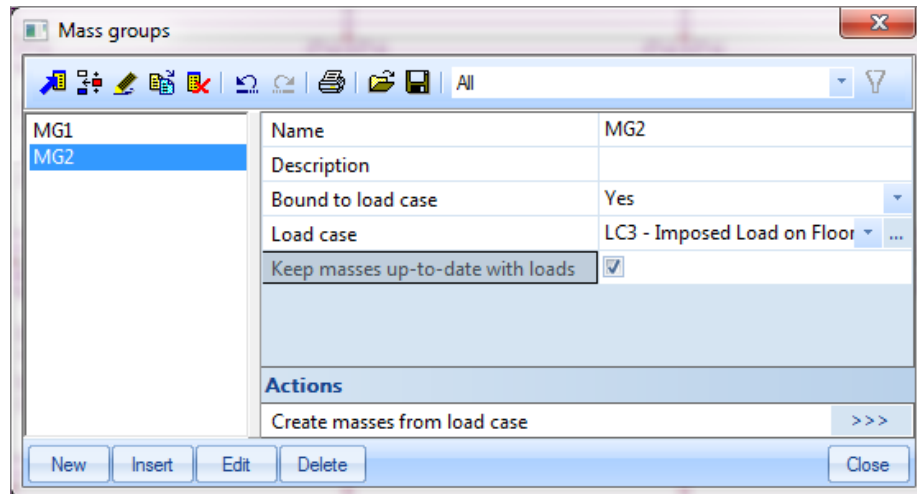 Mass groups
All
MG1
MG2
Name MG2
Description
Bound to load case Yes
Load case LC3 - Imposed Load on Floor ...
Keep masses up-to-date with loads
Actions
Create masses from load case >>>
New Insert Edit Delete Close